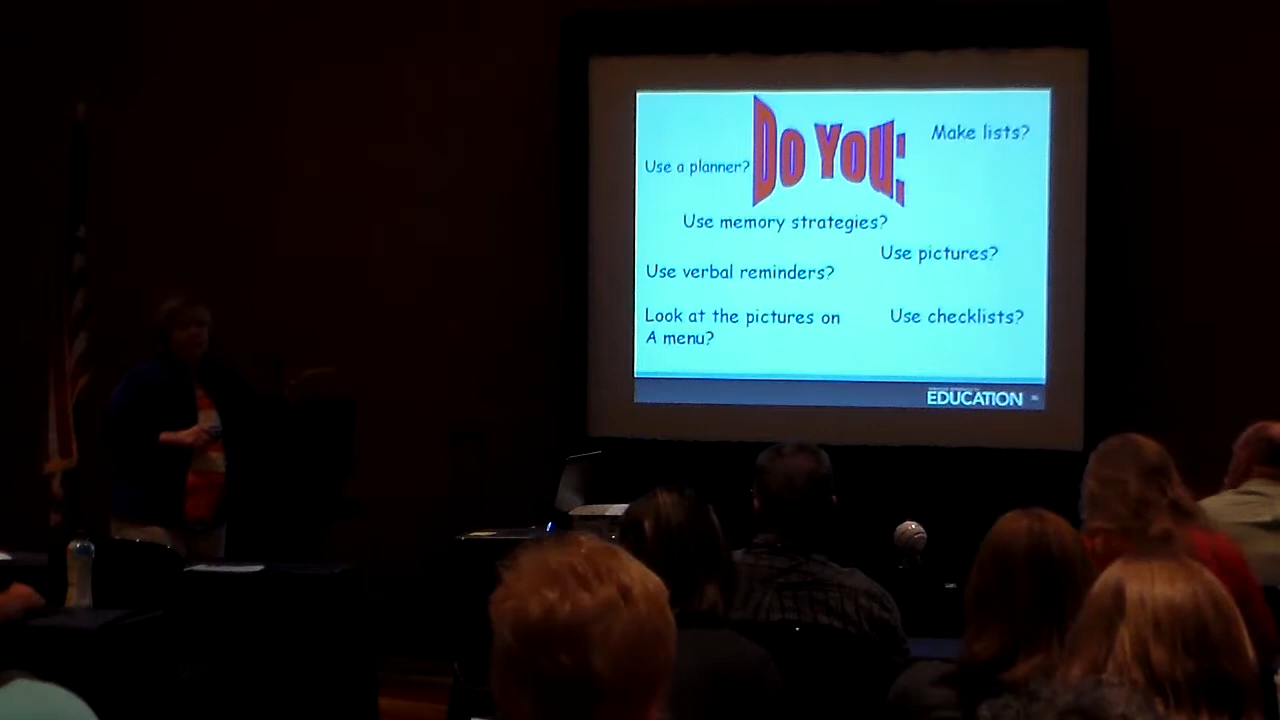 Do You:
Make lists?
Use a planner?
Use memory strategies?
Use pictures?
Use verbal reminders?
Look at the pictures on
A menu?
Use checklists?
EDUCATION